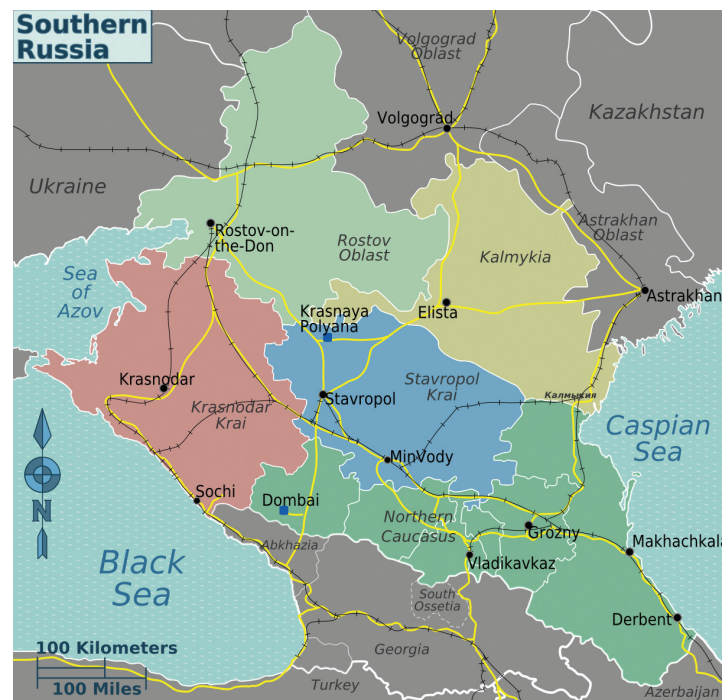 Southern
Russia
Volgograd
Oblast
Kazakhstan
Volgograd
Ukraine
Astrakhan
Oblast
Rostov-on-
the-Don
Rostov
Oblast
Kalmykia
Sea
of
Azov
Astrakhan
Krasnaya
Polyana
Elista
Krasnodar
Stavropol
Krai
Калмыкия
Krasnodar
Krai
Stavropol
Caspian
Sea
MinVody
Sochi
Dombai
Northern
Caucasus
Grozny
Abkhazia
Makhachkala
Vladikavkaz
Black
Sea
N
South
Ossetia
Derbent
100 Kilometers
100 Miles
Georgia
Turkey
Azerbaijan